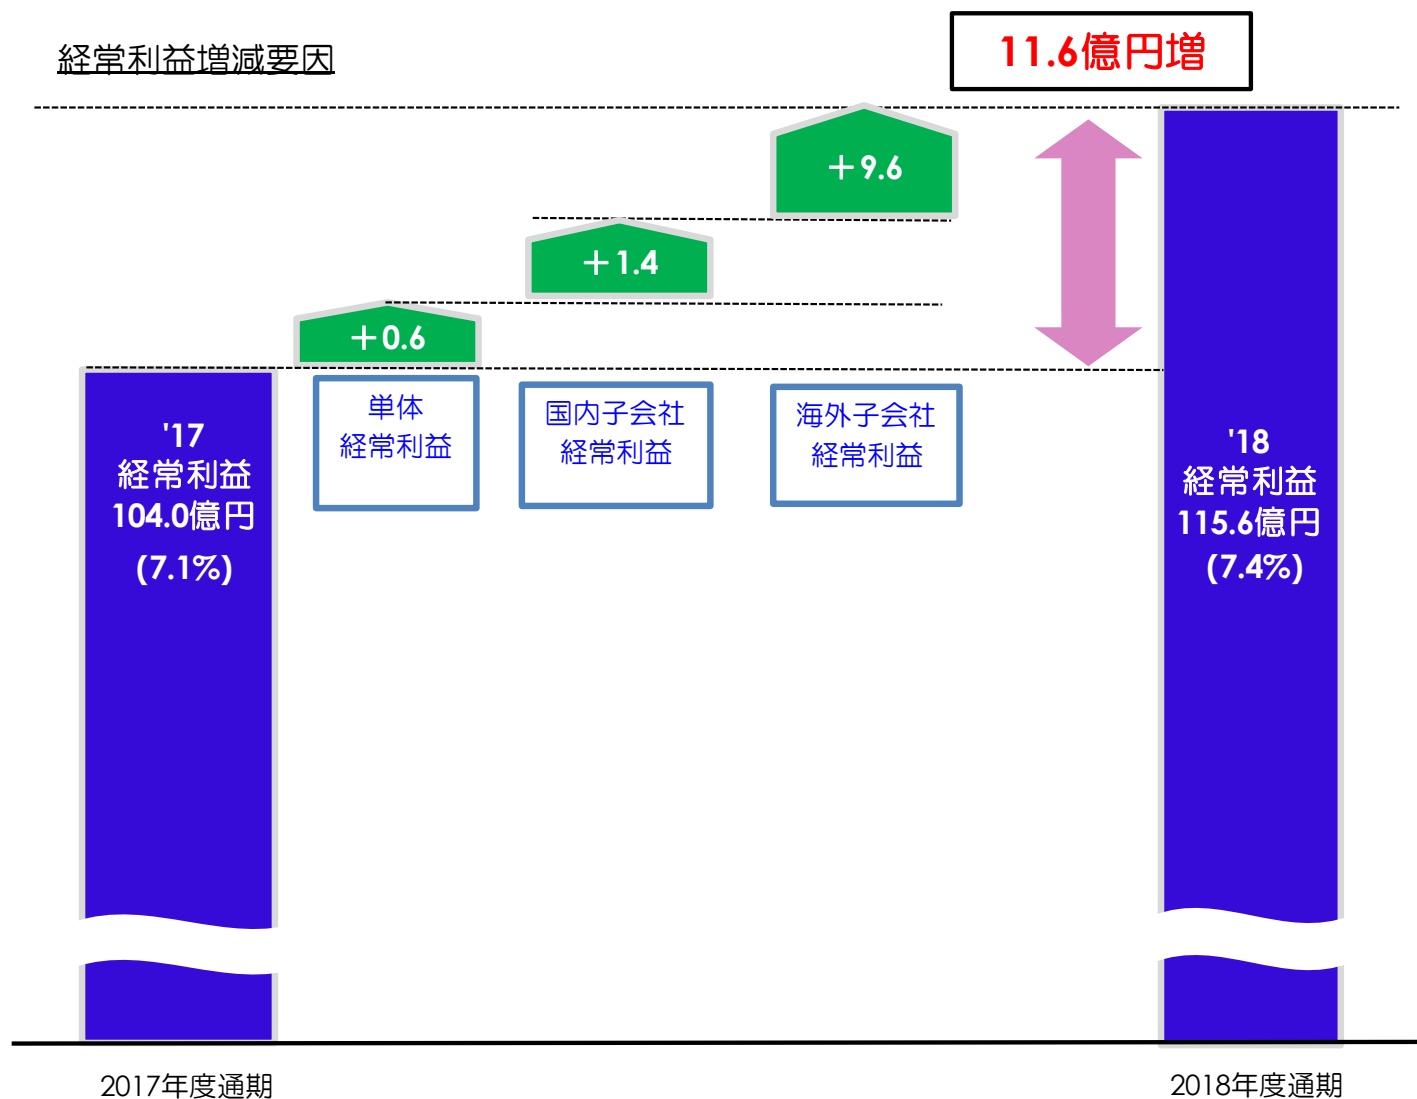 経常利益増減要因
11.6億円増
＋9.6
＋1.4
＋0.6
'17
経常利益
104.0億円
(7.1%)
単体
経常利益
国内子会社
経常利益
海外子会社
経常利益
'18
経常利益
115.6億円
(7.4%)
2017年度通期
2018年度通期